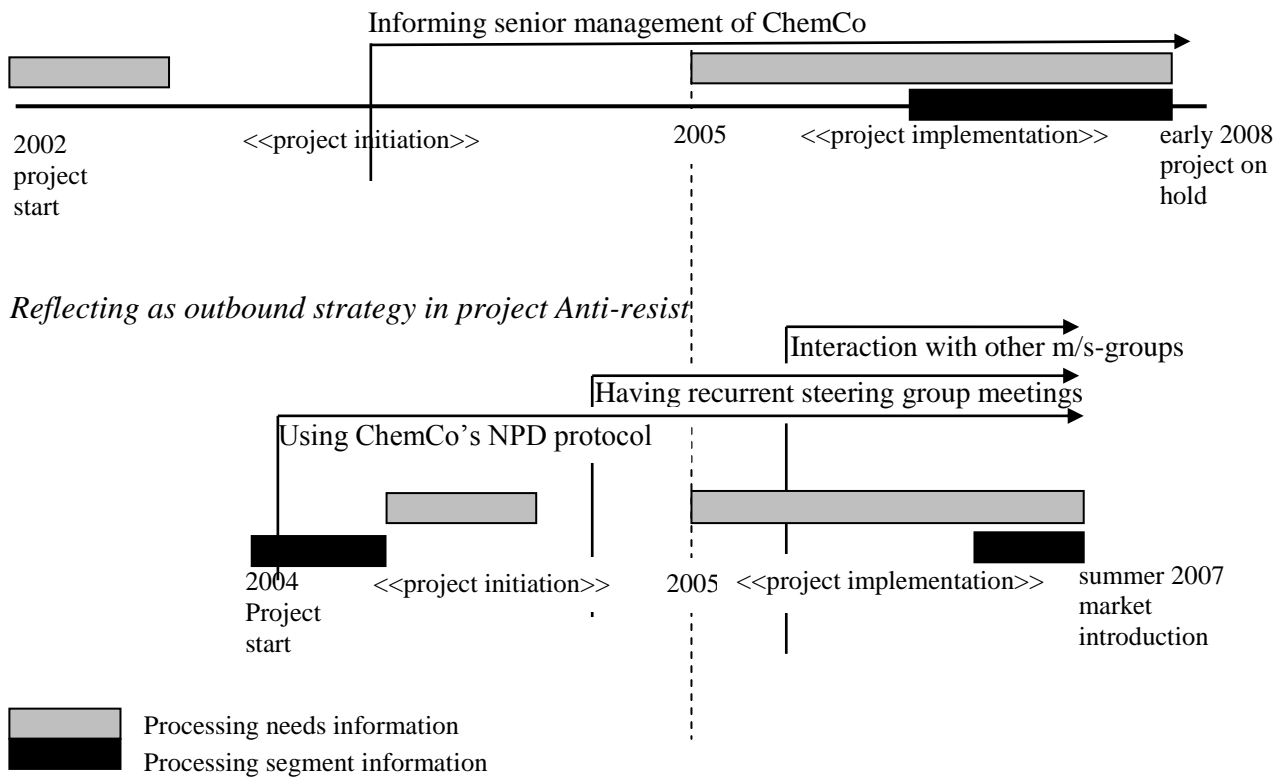 Informing senior management of ChemCo
2002
project
start
<<project initiation>>
2005
<<project implementation>>
early 2008
project on
hold
Reflecting as outbound strategy in project Anti-resist
Interaction with other m/s-groups
Having recurrent steering group meetings
Using ChemCo’s NPD protocol
2004
Project
start
<<project initiation>>
2005
<<project implementation>>
summer 2007
market
introduction
Processing needs information
Processing segment information